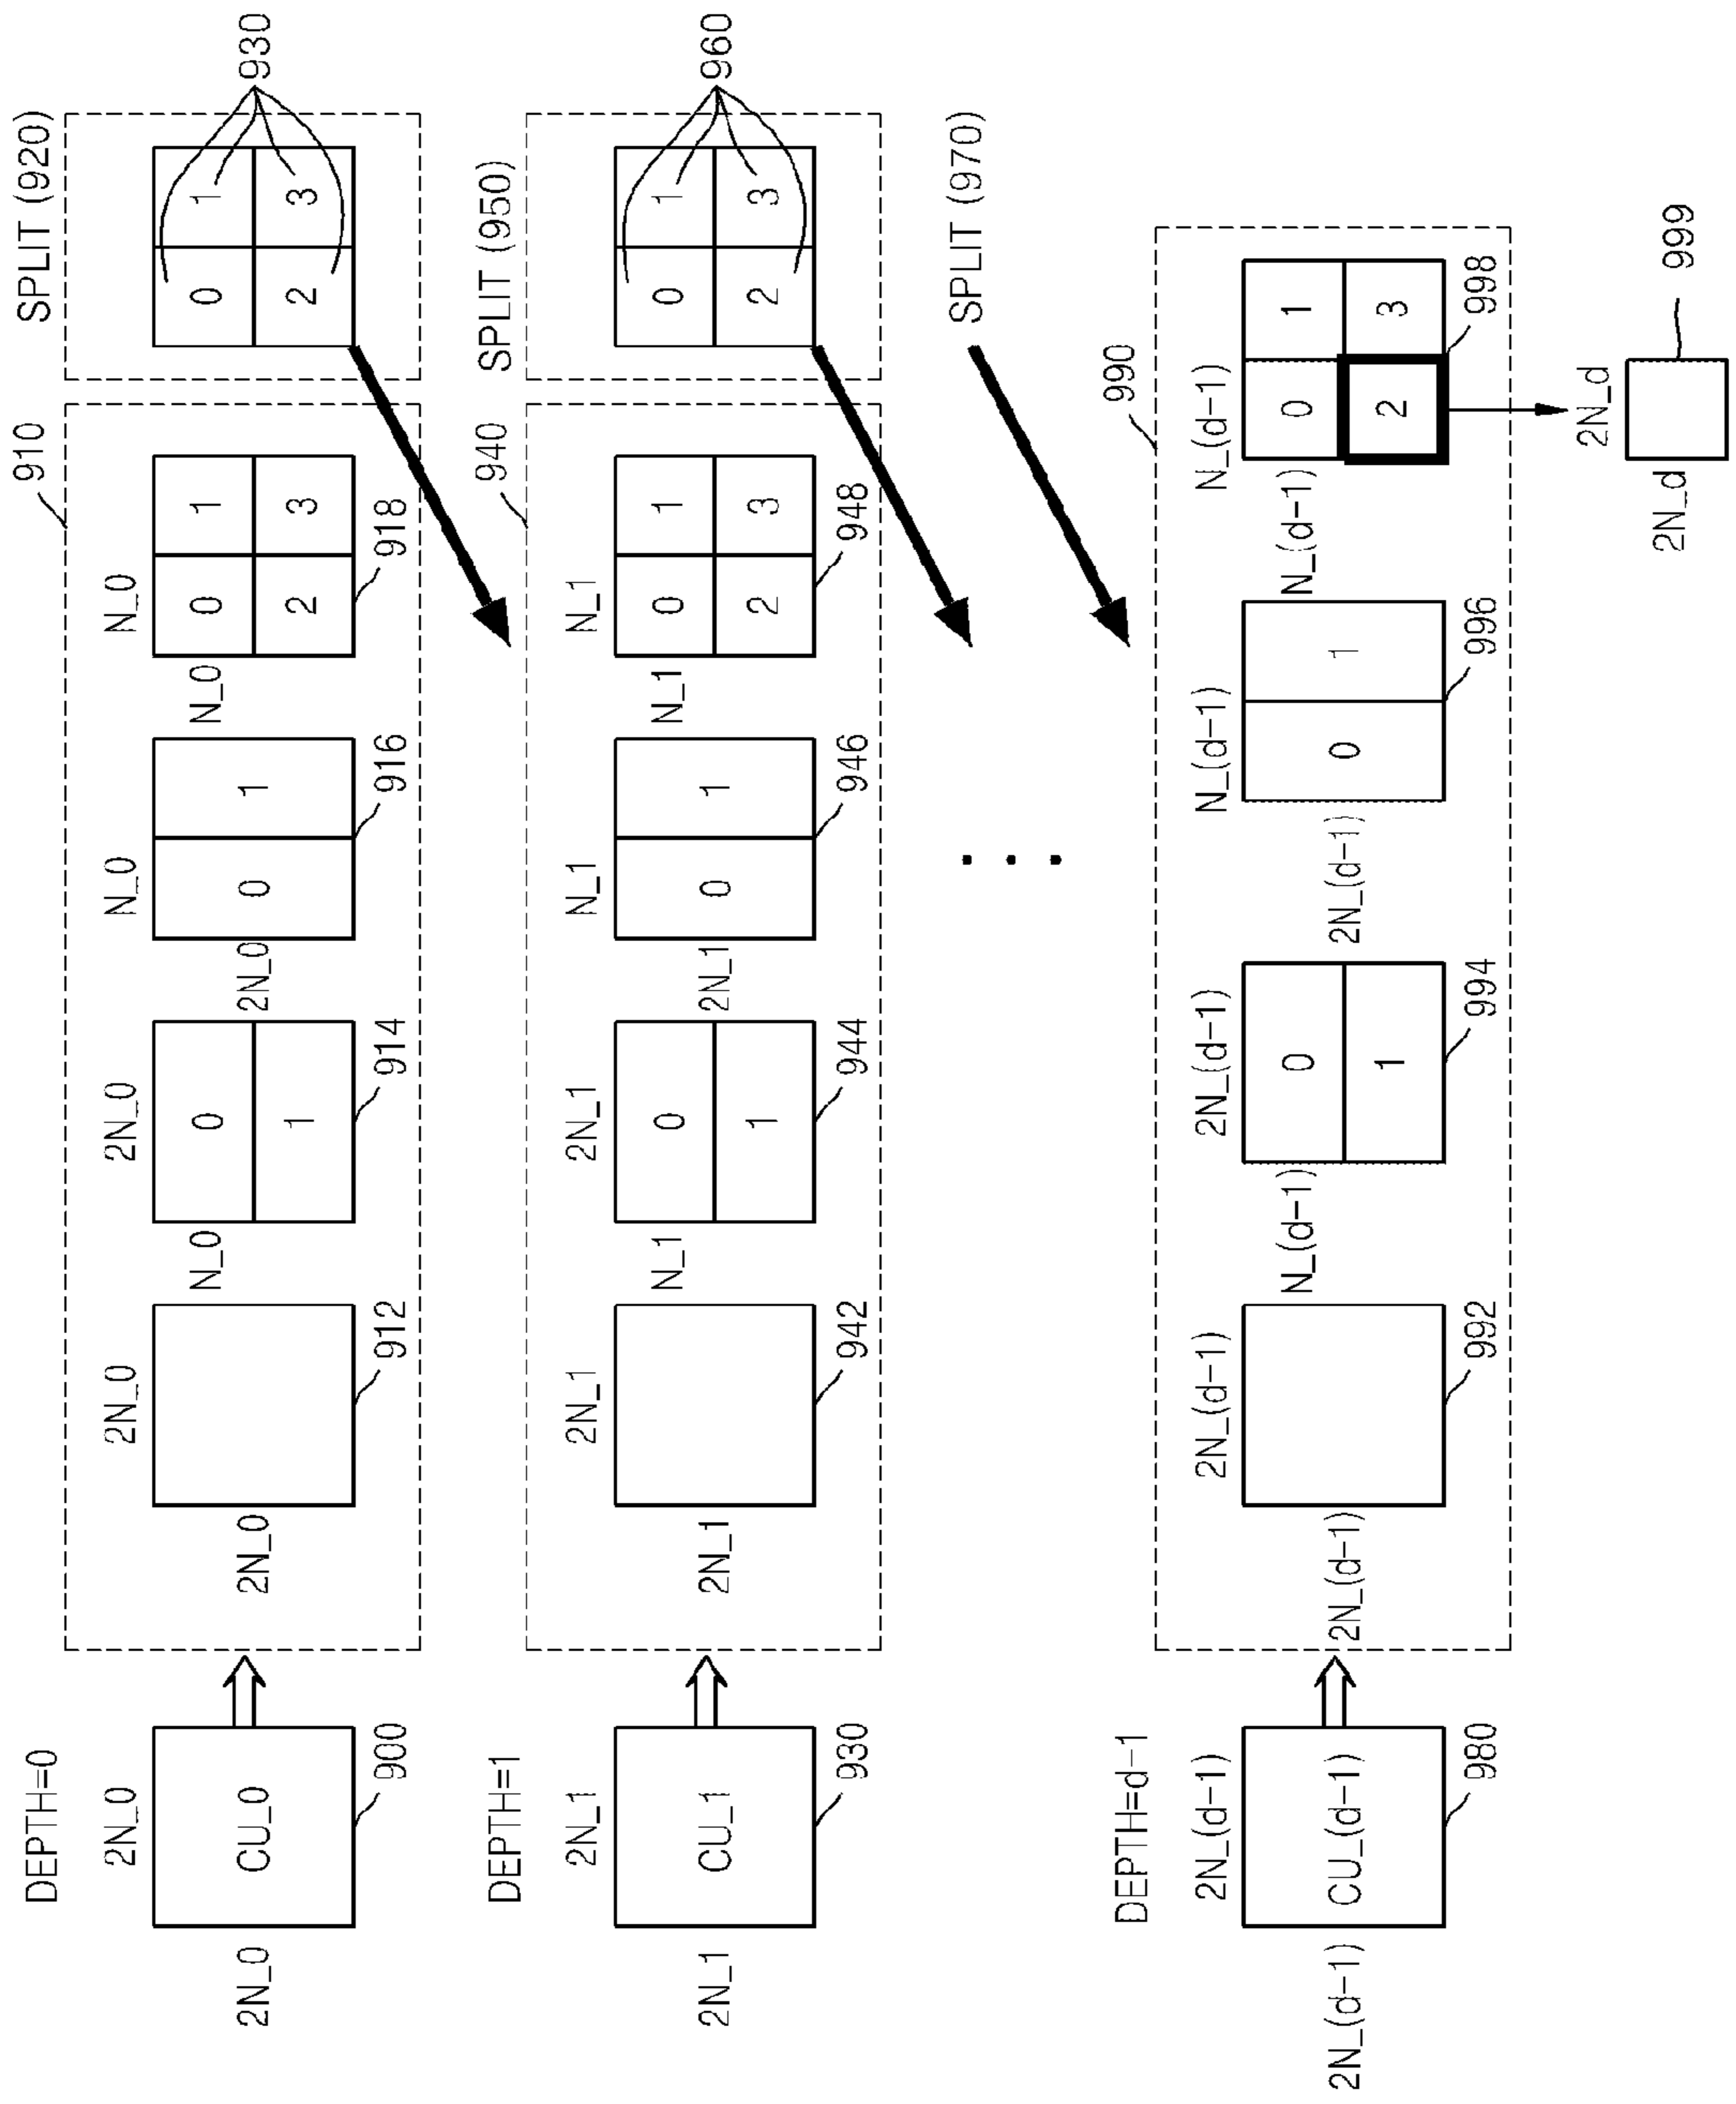 DEPTH=0
2N_0
2N_0
CU_0
900
910
2N_0
2N_0
912
2N_0
N_0
0
1
914
N_0
2N_0
0
1
916
N_0
N_0
0
1
2
3
918
SPLIT (920)
0
1
2
3
930
DEPTH=1
2N_1
2N_1
CU_1
930
940
2N_1
2N_1
942
2N_1
N_1
0
1
944
N_1
2N_1
0
1
946
N_1
N_1
0
1
2
3
948
SPLIT (950)
0
1
2
3
960
SPLIT (970)
DEPTH=d-1
2N_(d-1)
2N_(d-1)
CU_(d-1)
980
990
2N_(d-1)
2N_(d-1)
992
2N_(d-1)
N_(d-1)
0
1
994
N_(d-1)
2N_(d-1)
0
1
996
N_(d-1)
N_(d-1)
0
1
2
3
998
2N_d
2N_d
999